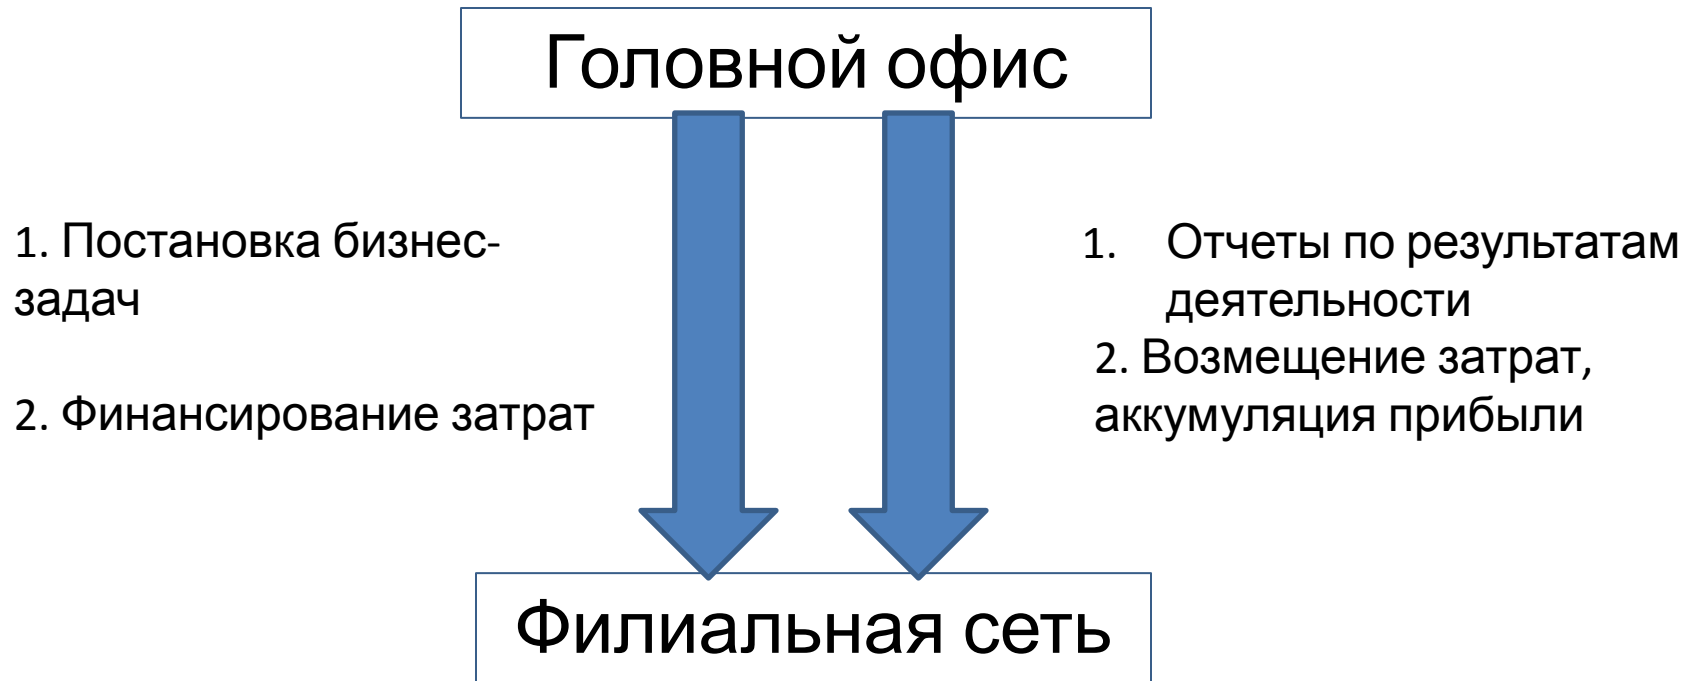 Головной офис
1. Постановка бизнес-
задач
2. Финансирование затрат
1. Отчеты по результатам
деятельности
2. Возмещение затрат,
аккумуляция прибыли
Филиальная сеть